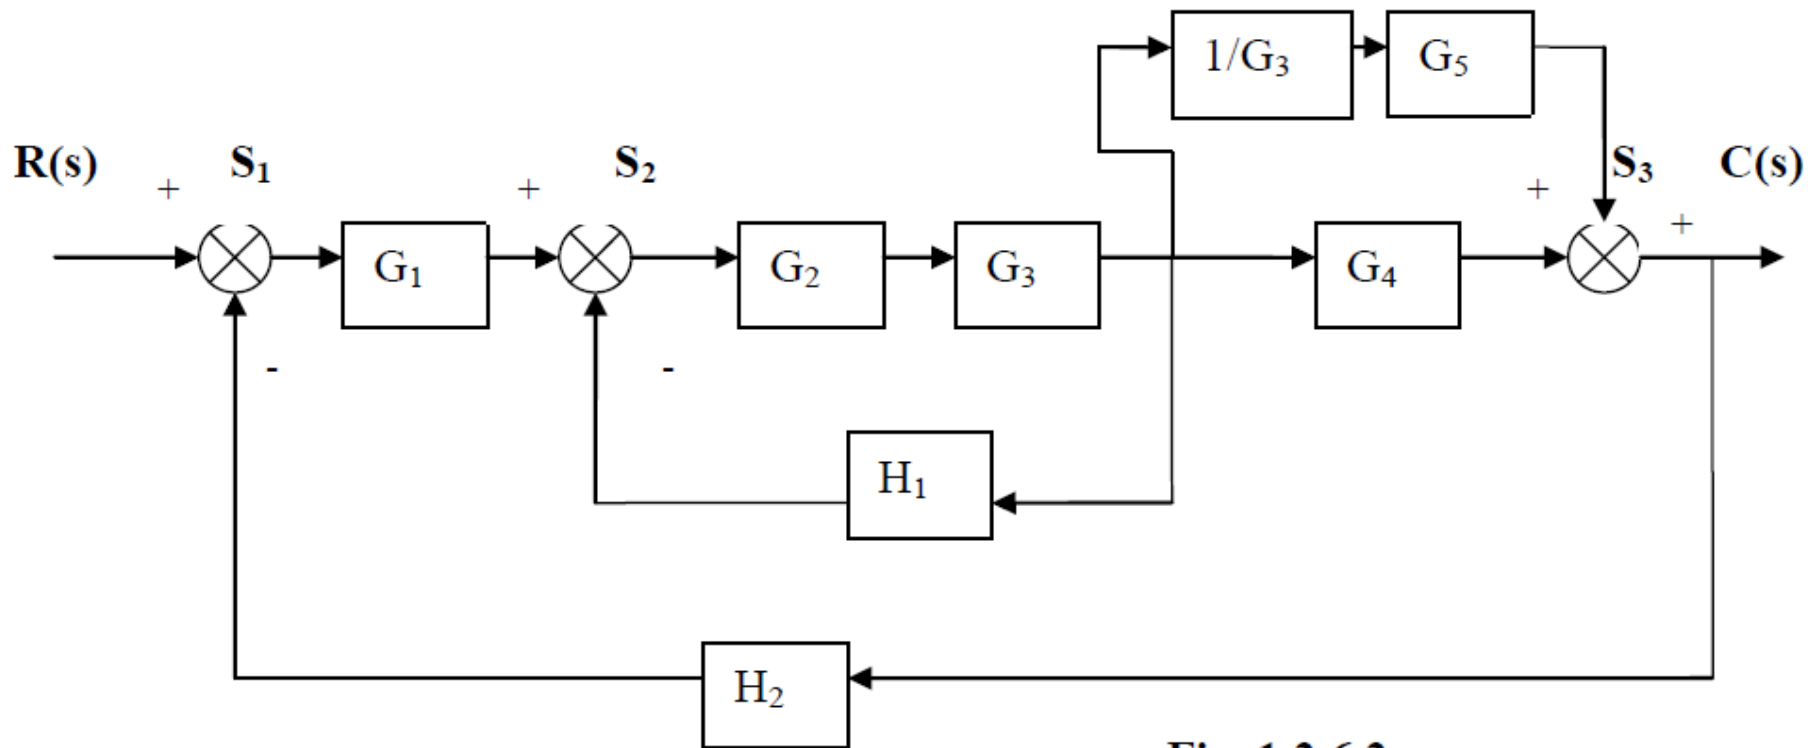 1/G₃ G₅
R(s) + S₁ + S₂ + S₃ C(s)
+
G₁ G₂ G₃ G₄
- -
H₁
H₂